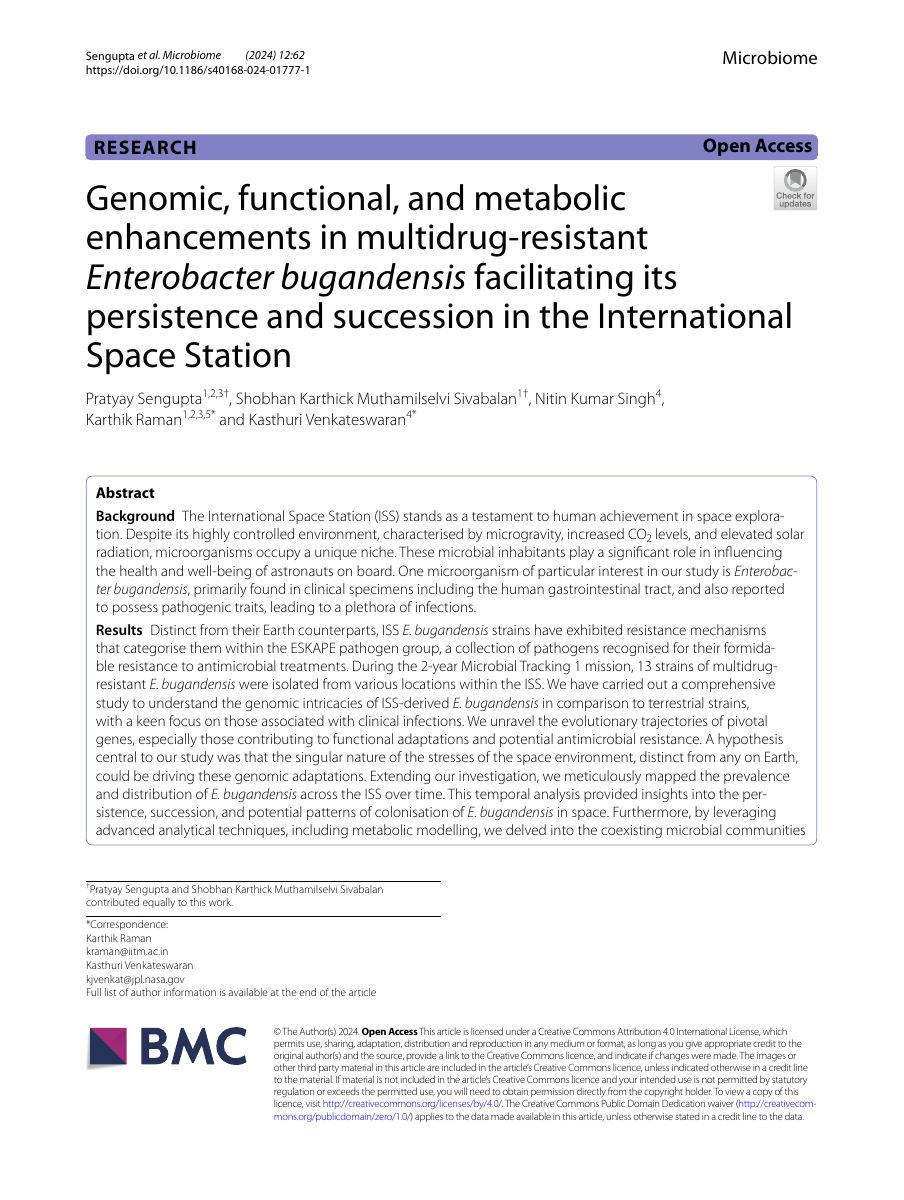 Sengupta et al. Microbiome (2024) 12:62
https://doi.org/10.1186/s40168-024-01777-1
Microbiome
RESEARCH
Open Access
Check for
updates
Genomic, functional, and metabolic
enhancements in multidrug-resistant
Enterobacter bugandensis facilitating its
persistence and succession in the International
Space Station
Pratyay Sengupta1,2,3†, Shobhan Karthick Muthamilselvi Sivabalan1†, Nitin Kumar Singh4,
Karthik Raman1,2,3,5* and Kasthuri Venkateswaran4*
Abstract
Background The International Space Station (ISS) stands as a testament to human achievement in space explora-
tion. Despite its highly controlled environment, characterised by microgravity, increased CO2 levels, and elevated solar
radiation, microorganisms occupy a unique niche. These microbial inhabitants play a significant role in influencing
the health and well-being of astronauts on board. One microorganism of particular interest in our study is Enterobac-
ter bugandensis, primarily found in clinical specimens including the human gastrointestinal tract, and also reported
to possess pathogenic traits, leading to a plethora of infections.
Results Distinct from their Earth counterparts, ISS E. bugandensis strains have exhibited resistance mechanisms
that categorise them within the ESKAPE pathogen group, a collection of pathogens recognised for their formida-
ble resistance to antimicrobial treatments. During the 2-year Microbial Tracking 1 mission, 13 strains of multidrug-
resistant E. bugandensis were isolated from various locations within the ISS. We have carried out a comprehensive
study to understand the genomic intricacies of ISS-derived E. bugandensis in comparison to terrestrial strains,
with a keen focus on those associated with clinical infections. We unravel the evolutionary trajectories of pivotal
genes, especially those contributing to functional adaptations and potential antimicrobial resistance. A hypothesis
central to our study was that the singular nature of the stresses of the space environment, distinct from any on Earth,
could be driving these genomic adaptations. Extending our investigation, we meticulously mapped the prevalence
and distribution of E. bugandensis across the ISS over time. This temporal analysis provided insights into the per-
sistence, succession, and potential patterns of colonisation of E. bugandensis in space. Furthermore, by leveraging
advanced analytical techniques, including metabolic modelling, we delved into the coexisting microbial communities
†Pratyay Sengupta and Shobhan Karthick Muthamilselvi Sivabalan
contributed equally to this work.
*Correspondence:
Karthik Raman
kraman@iitm.ac.in
Kasthuri Venkateswaran
kjvenkat@jpl.nasa.gov
Full list of author information is available at the end of the article
BMC
© The Author(s) 2024. Open Access This article is licensed under a Creative Commons Attribution 4.0 International License, which
permits use, sharing, adaptation, distribution and reproduction in any medium or format, as long as you give appropriate credit to the
original author(s) and the source, provide a link to the Creative Commons licence, and indicate if changes were made. The images or
other third party material in this article are included in the article's Creative Commons licence, unless indicated otherwise in a credit line
to the material. If material is not included in the article's Creative Commons licence and your intended use is not permitted by statutory
regulation or exceeds the permitted use, you will need to obtain permission directly from the copyright holder. To view a copy of this
licence, visit http://creativecommons.org/licenses/by/4.0/. The Creative Commons Public Domain Dedication waiver (http://creativecom-
mons.org/publicdomain/zero/1.0/) applies to the data made available in this article, unless otherwise stated in a credit line to the data.